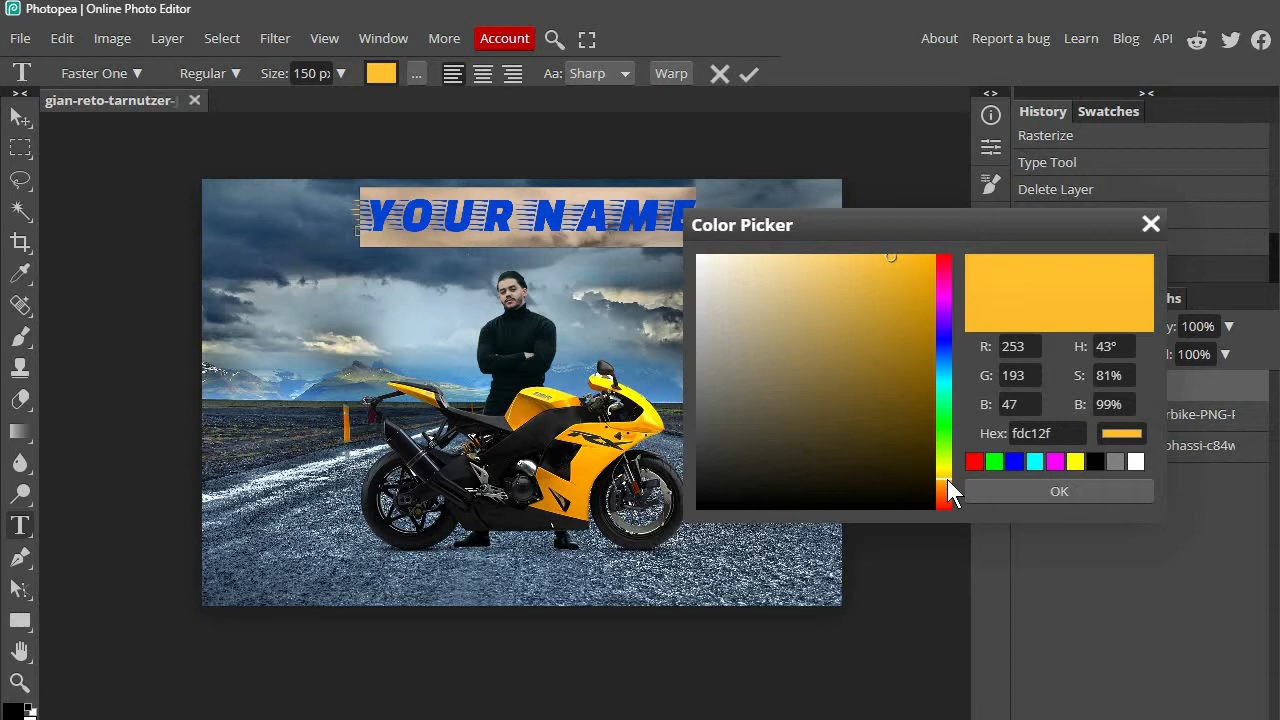 Photopea | Online Photo Editor
File Edit Image Layer Select Filter View Window More Account About Report a bug Learn Blog API
Faster One ▼ Regular ▼ Size: 150 px ▼ ... Aa: Sharp Warp
gian-reto-tarnutzer-
History Swatches
Rasterize
Type Tool
Delete Layer
YOUR NAME
Color Picker
R: 253 H: 43°
100%
G: 193 S: 81%
100%
B: 47 B: 99%
rbike-PNG-F
Hex: fdc12f
phassi-c84w
OK